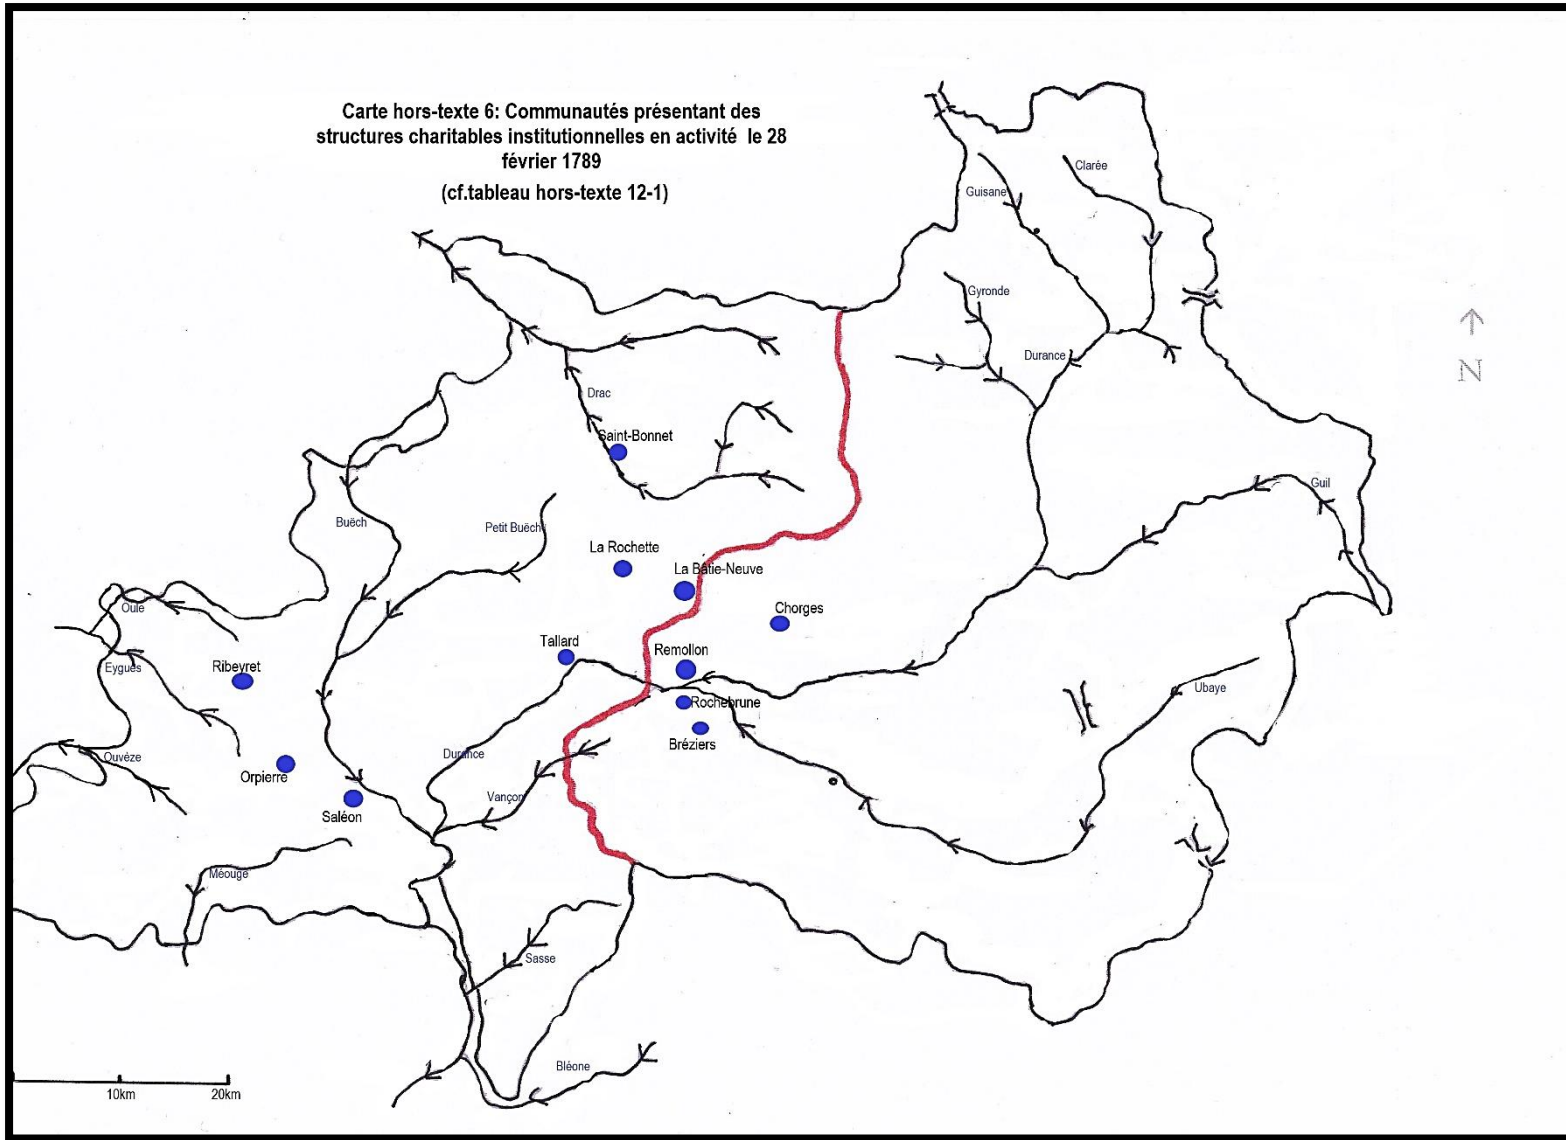 Carte hors-texte 6: Communautés présentant des
structures charitables institutionnelles en activité le 28
février 1789
(cf.tableau hors-texte 12-1)
Clarée
Guisane
Gyronde
Durance
N
Drac
Saint-Bonnet
Guil
Buëch
Petit Buëch
La Rochette
La Bâtie-Neuve
Oule
Chorges
Tallard
Remollon
Eygues
Ribeyret
Ubaye
Rochebrune
Bréziers
Ouvèze
Durance
Orpierre
Vançon
Saléon
Méouge
Sasse
Bléone
10km
20km